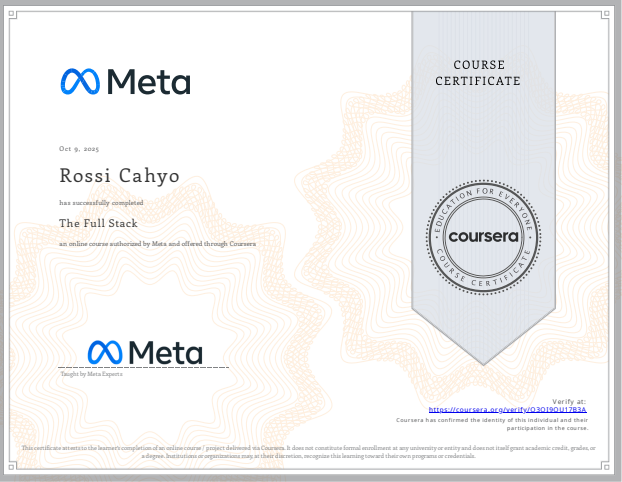 Meta
COURSE
CERTIFICATE
Oct 9, 2025
Rossi Cahyo
has successfully completed
The Full Stack
an online course authorized by Meta and offered through Coursera
EDUCATION FOR EVERYONE
coursera
COURSE CERTIFICATE
Meta
Taught by Meta Experts
Verify at:
https://coursera.org/verify/O3OI9OU17B3A
Coursera has confirmed the identity of this individual and their
participation in the course.
This certificate attests to the learner's completion of an online course / project delivered via Coursera. It does not constitute formal enrollment at any university or entity and does not itself grant academic credit, grades, or
a degree. Institutions or organizations may, at their discretion, recognize this learning toward their own programs or credentials.